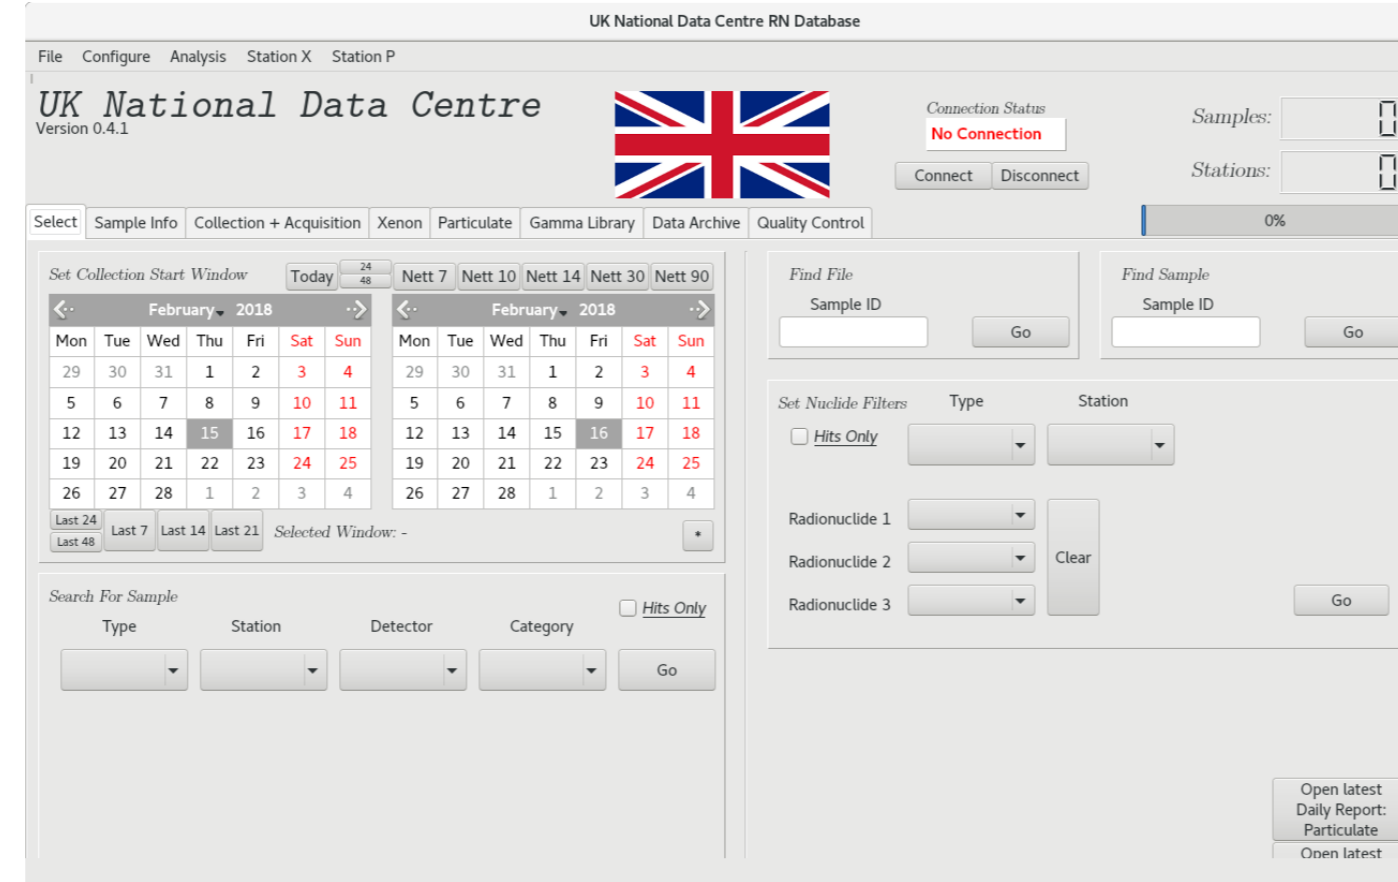 UK National Data Centre RN Database
File Configure Analysis Station X Station P
UK National Data Centre
Version 0.4.1
Connection Status
No Connection
Connect Disconnect
Samples: 0
Stations: 0
Select Sample Info Collection + Acquisition Xenon Particulate Gamma Library Data Archive Quality Control
0%
Set Collection Start Window Today 24 48 Nett 7 Nett 10 Nett 14 Nett 30 Nett 90
February 2018 February 2018
Mon Tue Wed Thu Fri Sat Sun Mon Tue Wed Thu Fri Sat Sun
29 30 31 1 2 3 4 29 30 31 1 2 3 4
5 6 7 8 9 10 11 5 6 7 8 9 10 11
12 13 14 15 16 17 18 12 13 14 15 16 17 18
19 20 21 22 23 24 25 19 20 21 22 23 24 25
26 27 28 1 2 3 4 26 27 28 1 2 3 4
Last 24 Last 48 Last 7 Last 14 Last 21 Selected Window: - *
Search For Sample
Hits Only
Type Station Detector Category
Go
Find File
Sample ID
Go
Find Sample
Sample ID
Go
Set Nuclide Filters Type Station
Hits Only
Radionuclide 1
Radionuclide 2
Radionuclide 3
Clear
Go
Open latest
Daily Report:
Particulate
Open latest